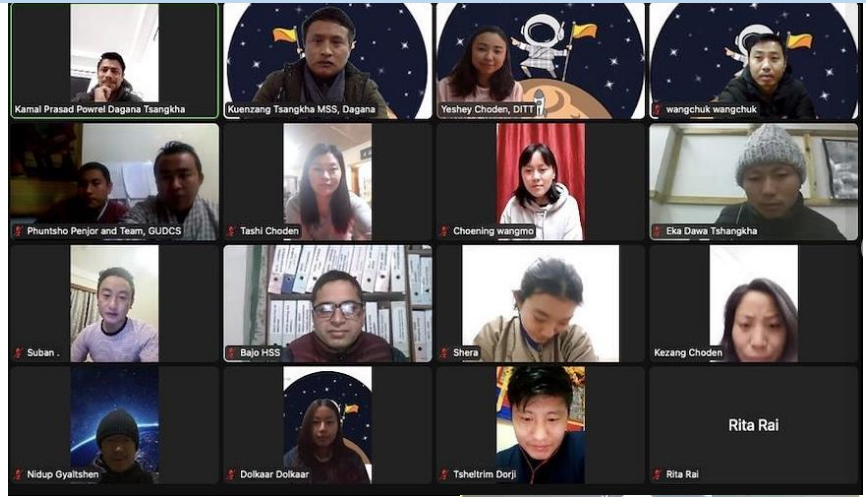 Kamal Prasad Powrel Dagana Tsangkha
Kuenzang Tsangkha MSS, Dagana
Yeshey Choden, DITT
wangchuk wangchuk
Phuntsho Penjor and Team, GUDCS
Tashi Choden
Choening wangmo
Eka Dawa Tshangkha
Suban .
Bajo HSS
Shera
Kezang Choden
Nidup Gyaltshen
Dolkaar Dolkaar
Tsheltrim Dorji
Rita Rai
Rita Rai